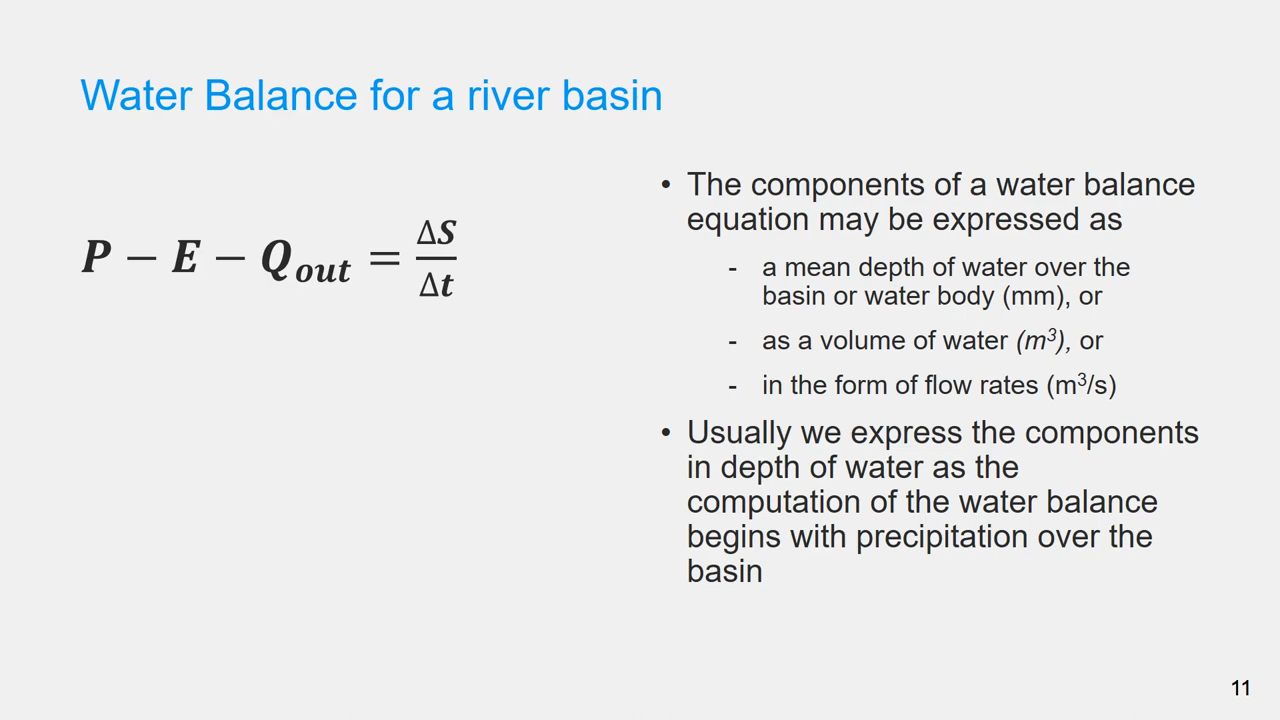 Water Balance for a river basin
P − E − Q_out = ΔS/Δt
• The components of a water balance
equation may be expressed as
- a mean depth of water over the
basin or water body (mm), or
- as a volume of water (m³), or
- in the form of flow rates (m³/s)
• Usually we express the components
in depth of water as the
computation of the water balance
begins with precipitation over the
basin
11